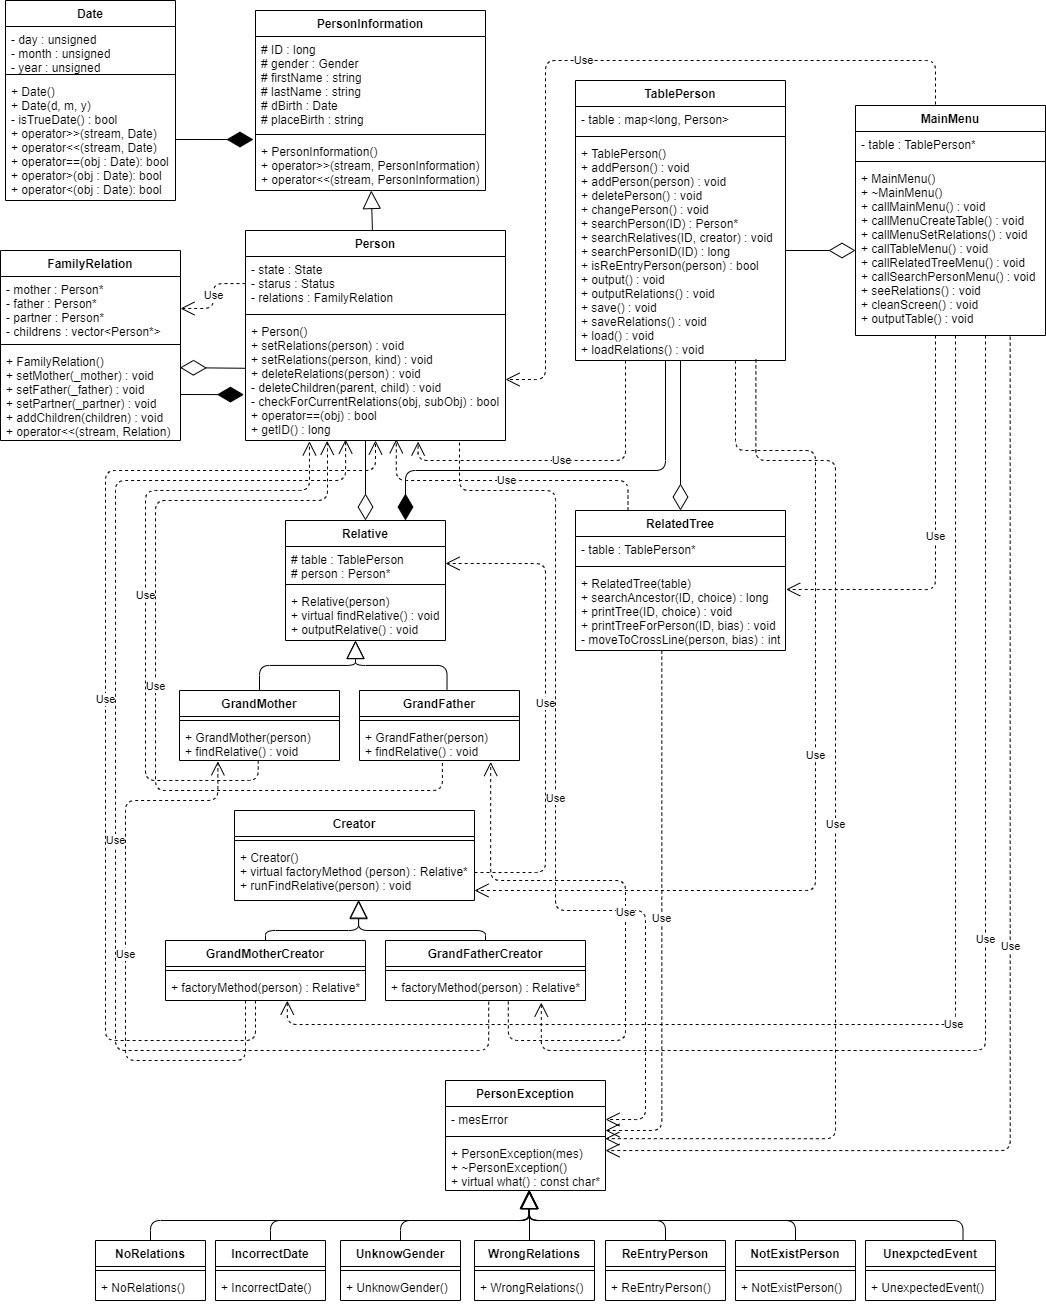 Date
- day : unsigned
- month : unsigned
- year : unsigned
+ Date()
+ Date(d, m, y)
- isTrueDate() : bool
+ operator>>(stream, Date)
+ operator<<(stream, Date)
+ operator==(obj : Date): bool
+ operator>(obj : Date): bool
+ operator<(obj : Date): bool
PersonInformation
# ID : long
# gender : Gender
# firstName : string
# lastName : string
# dBirth : Date
# placeBirth : string
+ PersonInformation()
+ operator>>(stream, PersonInformation)
+ operator<<(stream, PersonInformation)
Use
TablePerson
- table : map<long, Person>
+ TablePerson()
+ addPerson() : void
+ addPerson(person) : void
+ deletePerson() : void
+ changePerson() : void
+ searchPerson(ID) : Person*
+ searchRelatives(ID, creator) : void
+ searchPersonID(ID) : long
+ isReEntryPerson(person) : bool
+ output() : void
+ outputRelations() : void
+ save() : void
+ saveRelations() : void
+ load() : void
+ loadRelations() : void
MainMenu
- table : TablePerson*
+ MainMenu()
+ ~MainMenu()
+ callMainMenu() : void
+ callMenuCreateTable() : void
+ callMenuSetRelations() : void
+ callTableMenu() : void
+ callRelatedTreeMenu() : void
+ callSearchPersonMenu() : void
+ seeRelations() : void
+ cleanScreen() : void
+ outputTable() : void
FamilyRelation
- mother : Person*
- father : Person*
- partner : Person*
- childrens : vector<Person*>
+ FamilyRelation()
+ setMother(_mother) : void
+ setFather(_father) : void
+ setPartner(_partner) : void
+ addChildren(children) : void
+ operator<<(stream, Relation)
Use
Person
- state : State
- starus : Status
- relations : FamilyRelation
+ Person()
+ setRelations(person) : void
+ setRelations(person, kind) : void
+ deleteRelations(person) : void
- deleteChildren(parent, child) : void
- checkForCurrentRelations(obj, subObj) : bool
+ operator==(obj) : bool
+ getID() : long
Use
Use
Relative
# table : TablePerson
# person : Person*
+ Relative(person)
+ virtual findRelative() : void
+ outputRelative() : void
RelatedTree
- table : TablePerson*
+ RelatedTree(table)
+ searchAncestor(ID, choice) : long
+ printTree(ID, choice) : void
+ printTreeForPerson(ID, bias) : void
- moveToCrossLine(person, bias) : int
Use
Use
Use
Use
Use
GrandMother
+ GrandMother(person)
+ findRelative() : void
GrandFather
+ GrandFather(person)
+ findRelative() : void
Use
Use
Use
Use
Creator
+ Creator()
+ virtual factoryMethod (person) : Relative*
+ runFindRelative(person) : void
Use
Use
Use
Use
Use
GrandMotherCreator
+ factoryMethod(person) : Relative*
GrandFatherCreator
+ factoryMethod(person) : Relative*
Use
PersonException
- mesError
+ PersonException(mes)
+ ~PersonException()
+ virtual what() : const char*
NoRelations
+ NoRelations()
IncorrectDate
+ IncorrectDate()
UnknowGender
+ UnknowGender()
WrongRelations
+ WrongRelations()
ReEntryPerson
+ ReEntryPerson()
NotExistPerson
+ NotExistPerson()
UnexpctedEvent
+ UnexpectedEvent()